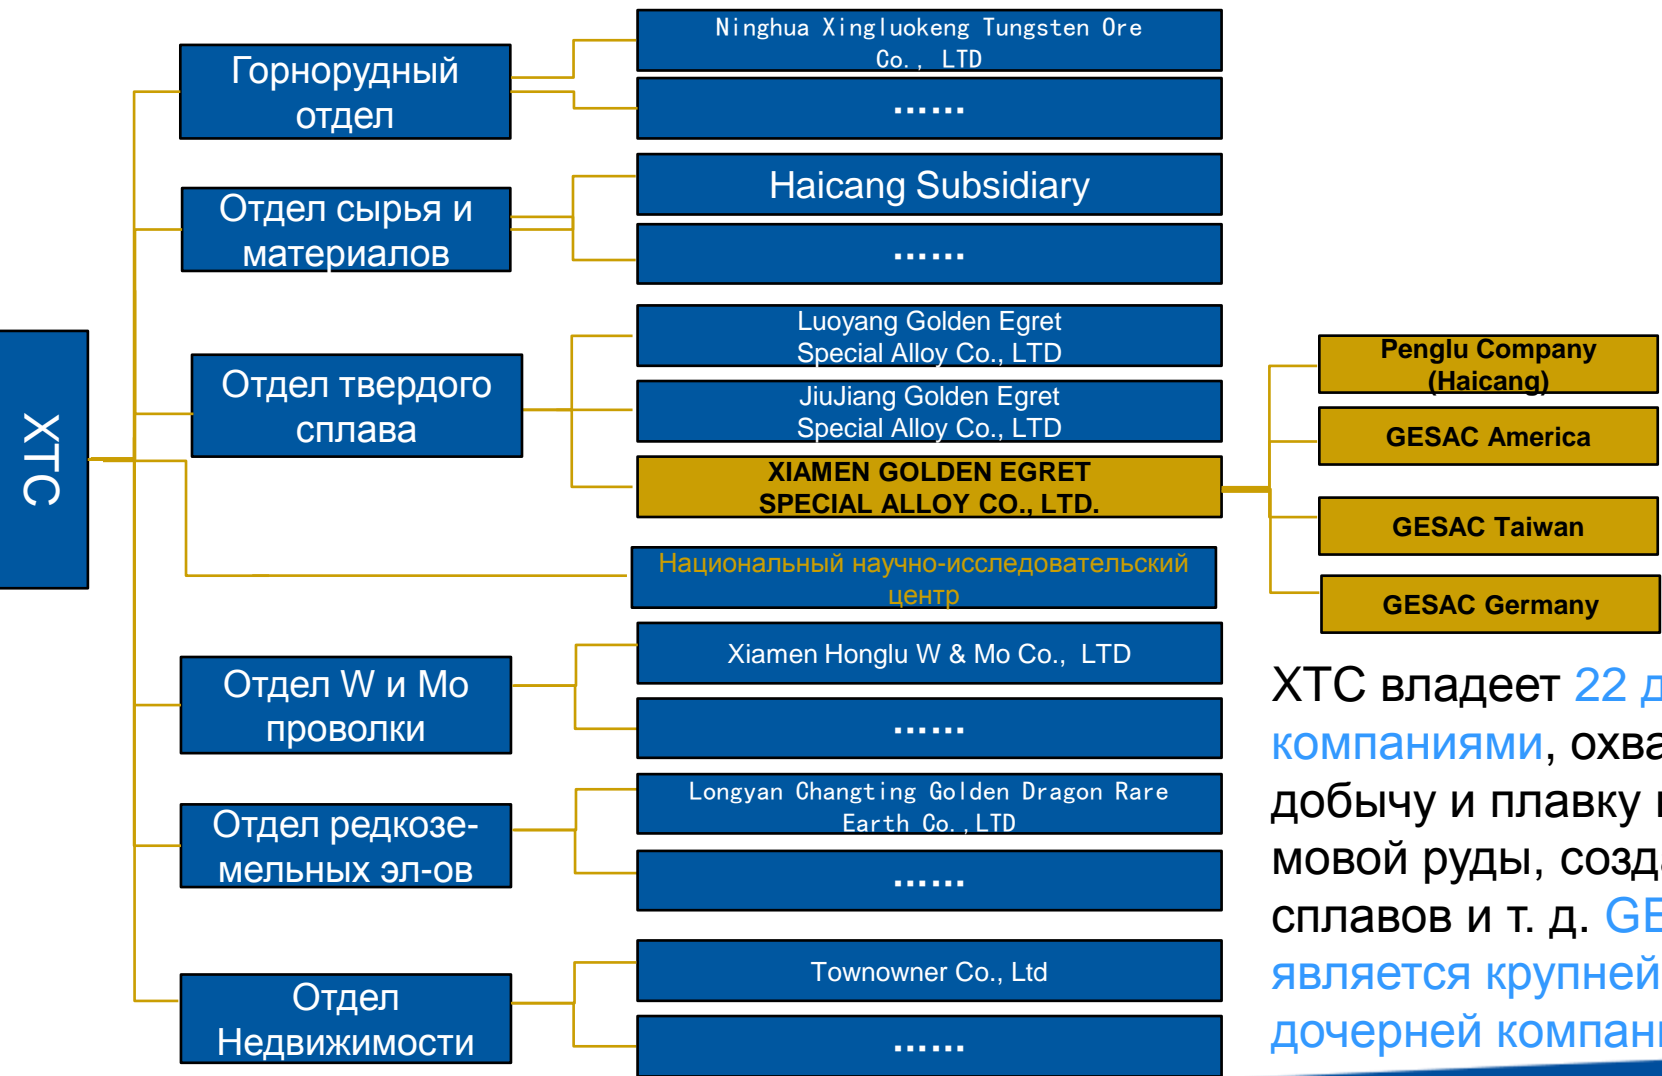 ХТС
Горнорудный
отдел
Ninghua Xingluokeng Tungsten Ore
Co., LTD
……
Отдел сырья и
материалов
Haicang Subsidiary
……
Отдел твердого
сплава
Luoyang Golden Egret
Special Alloy Co., LTD
JiuJiang Golden Egret
Special Alloy Co., LTD
XIAMEN GOLDEN EGRET
SPECIAL ALLOY CO., LTD.
Penglu Company
(Haicang)
GESAC America
GESAC Taiwan
GESAC Germany
Национальный научно-исследовательский
центр
Отдел W и Mo
проволки
Xiamen Honglu W & Mo Co., LTD
……
Отдел редкозе-
мельных эл-ов
Longyan Changting Golden Dragon Rare
Earth Co.,LTD
……
Отдел
Недвижимости
Townowner Co., Ltd
……
ХТС владеет 22
компаниями, охва
добычу и плавку
мовой руды, созд
сплавов и т. д. GE
является крупней
дочерней компан